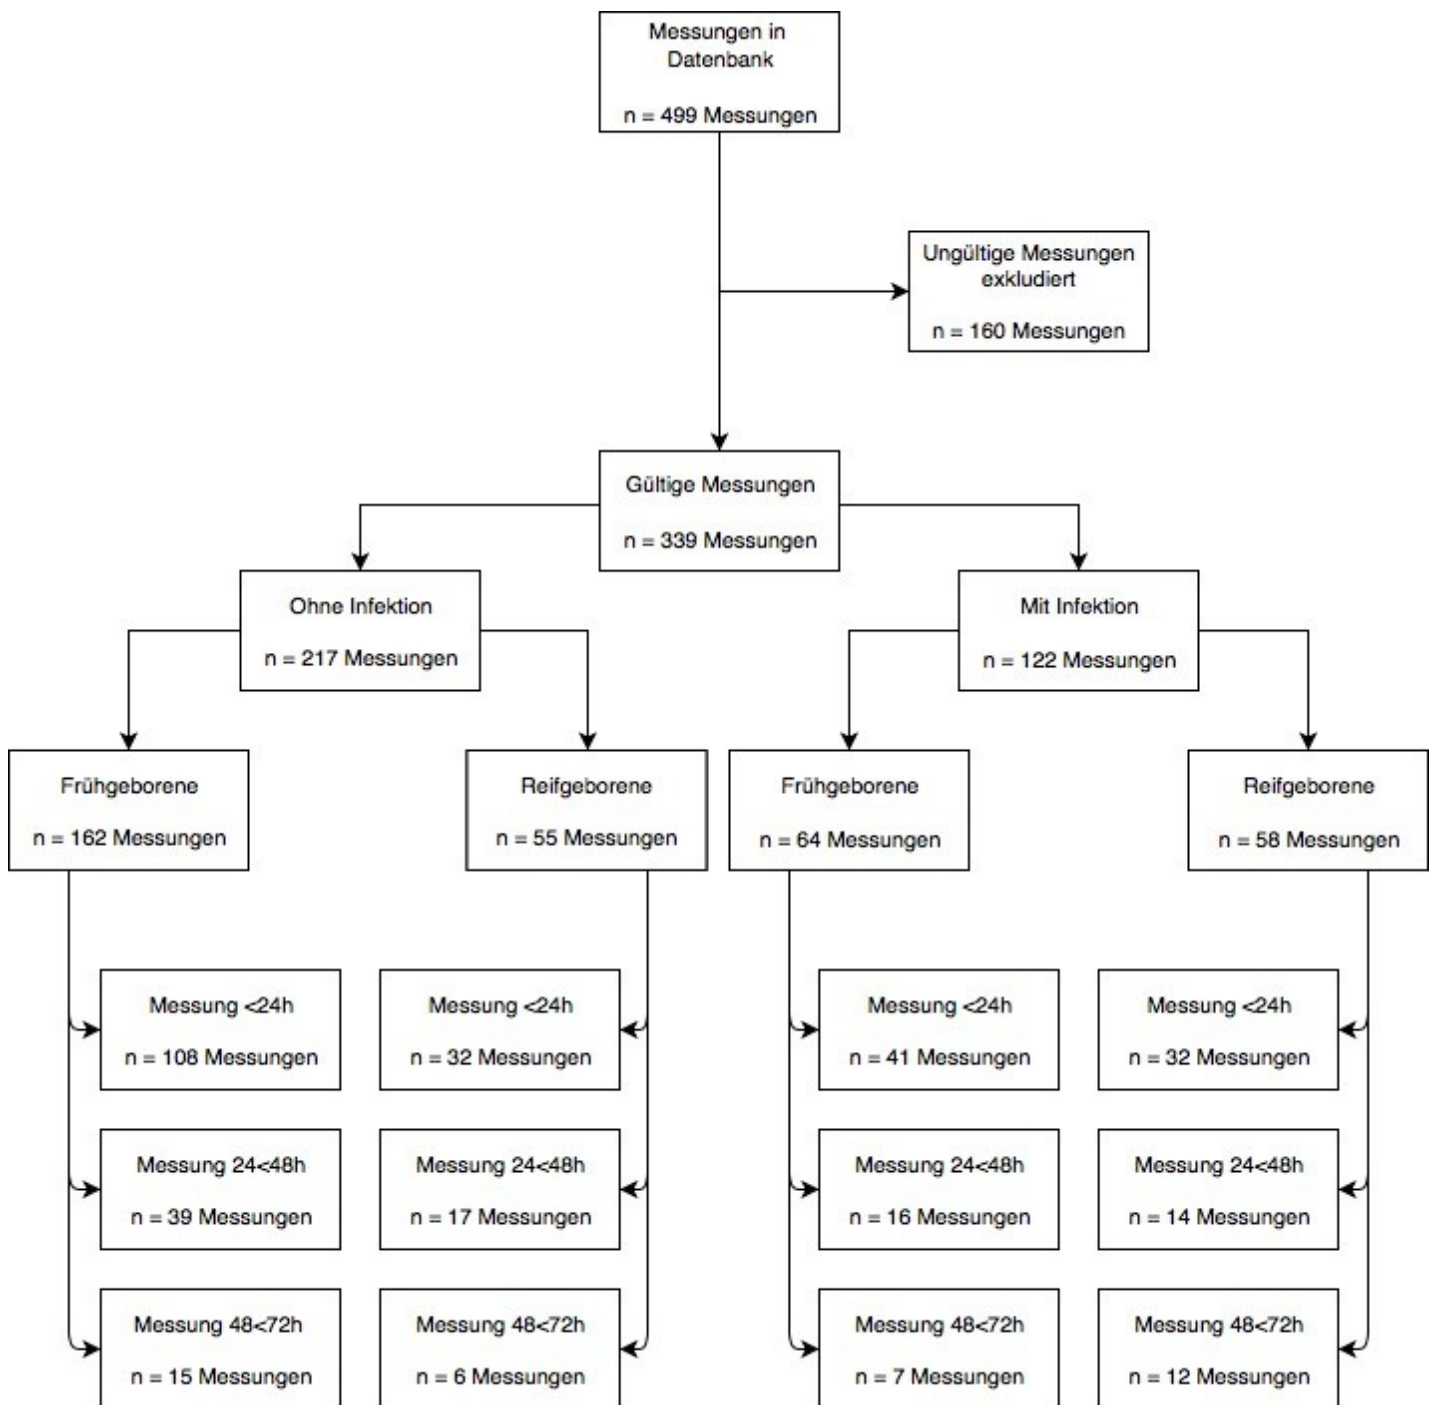 Messungen in
Datenbank
n = 499 Messungen
Ungültige Messungen
exkludiert
n = 160 Messungen
Gültige Messungen
n = 339 Messungen
Ohne Infektion
n = 217 Messungen
Mit Infektion
n = 122 Messungen
Frühgeborene
n = 162 Messungen
Reifgeborene
n = 55 Messungen
Frühgeborene
n = 64 Messungen
Reifgeborene
n = 58 Messungen
Messung <24h
n = 108 Messungen
Messung <24h
n = 32 Messungen
Messung <24h
n = 41 Messungen
Messung <24h
n = 32 Messungen
Messung 24<48h
n = 39 Messungen
Messung 24<48h
n = 17 Messungen
Messung 24<48h
n = 16 Messungen
Messung 24<48h
n = 14 Messungen
Messung 48<72h
n = 15 Messungen
Messung 48<72h
n = 6 Messungen
Messung 48<72h
n = 7 Messungen
Messung 48<72h
n = 12 Messungen